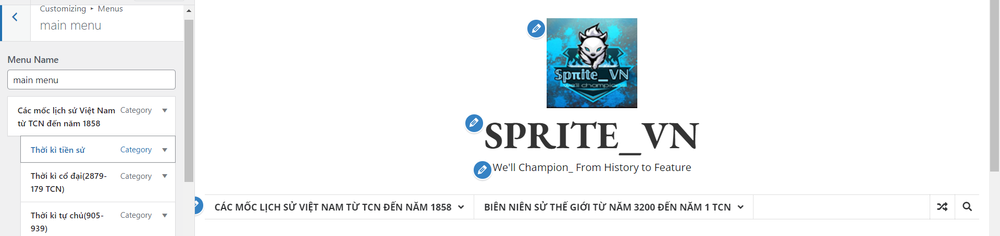 Customizing ▸ Menus
main menu
Menu Name
main menu
Các mốc lịch sử Việt Nam
từ TCN đến năm 1858
Category
Thời kì tiền sử
Category
Thời kì cổ đại(2879-
179 TCN)
Category
Thời kì tự chủ(905-
939)
Category
Sprite_VN
we'll champions
SPRITE_VN
We'll Champion_ From History to Feature
CÁC MỐC LỊCH SỬ VIỆT NAM TỪ TCN ĐẾN NĂM 1858
BIÊN NIÊN SỬ THẾ GIỚI TỪ NĂM 3200 ĐẾN NĂM 1 TCN